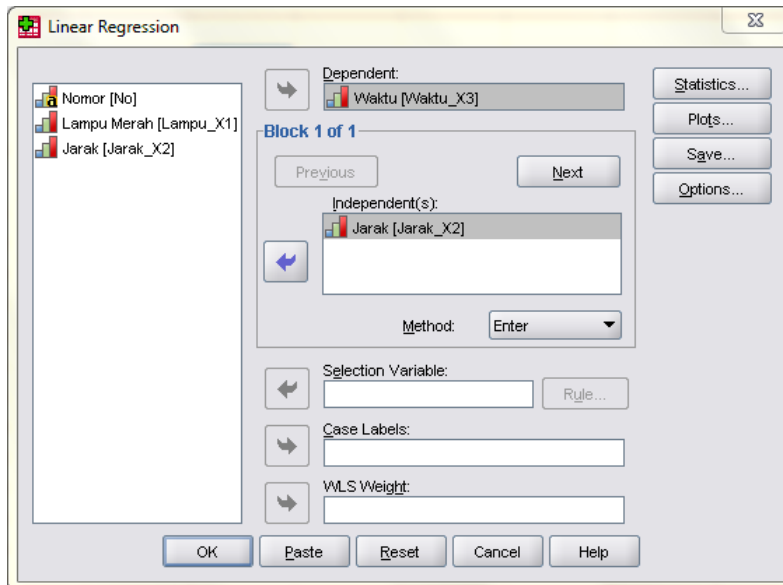 Linear Regression
Nomor [No]
Lampu Merah [Lampu_X1]
Jarak [Jarak_X2]
Dependent:
Waktu [Waktu_X3]
Block 1 of 1
Previous
Next
Independent(s):
Jarak [Jarak_X2]
Method:
Enter
Selection Variable:
Rule...
Case Labels:
WLS Weight:
Statistics...
Plots...
Save...
Options...
OK
Paste
Reset
Cancel
Help